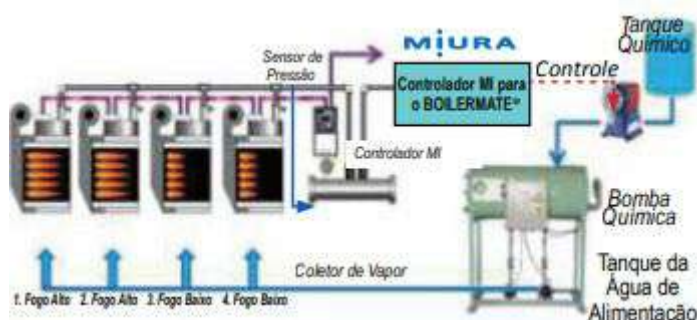 Tanque
Químico
MIURA
Sensor de
Pressão
Controlador MI para
o BOILERMATE®
Controle
Controlador MI
Bomba
Química
Coletor de Vapor
Tanque da
Água de
Alimentação
1. Fogo Alto 2. Fogo Alto 3. Fogo Baixo 4. Fogo Baixo